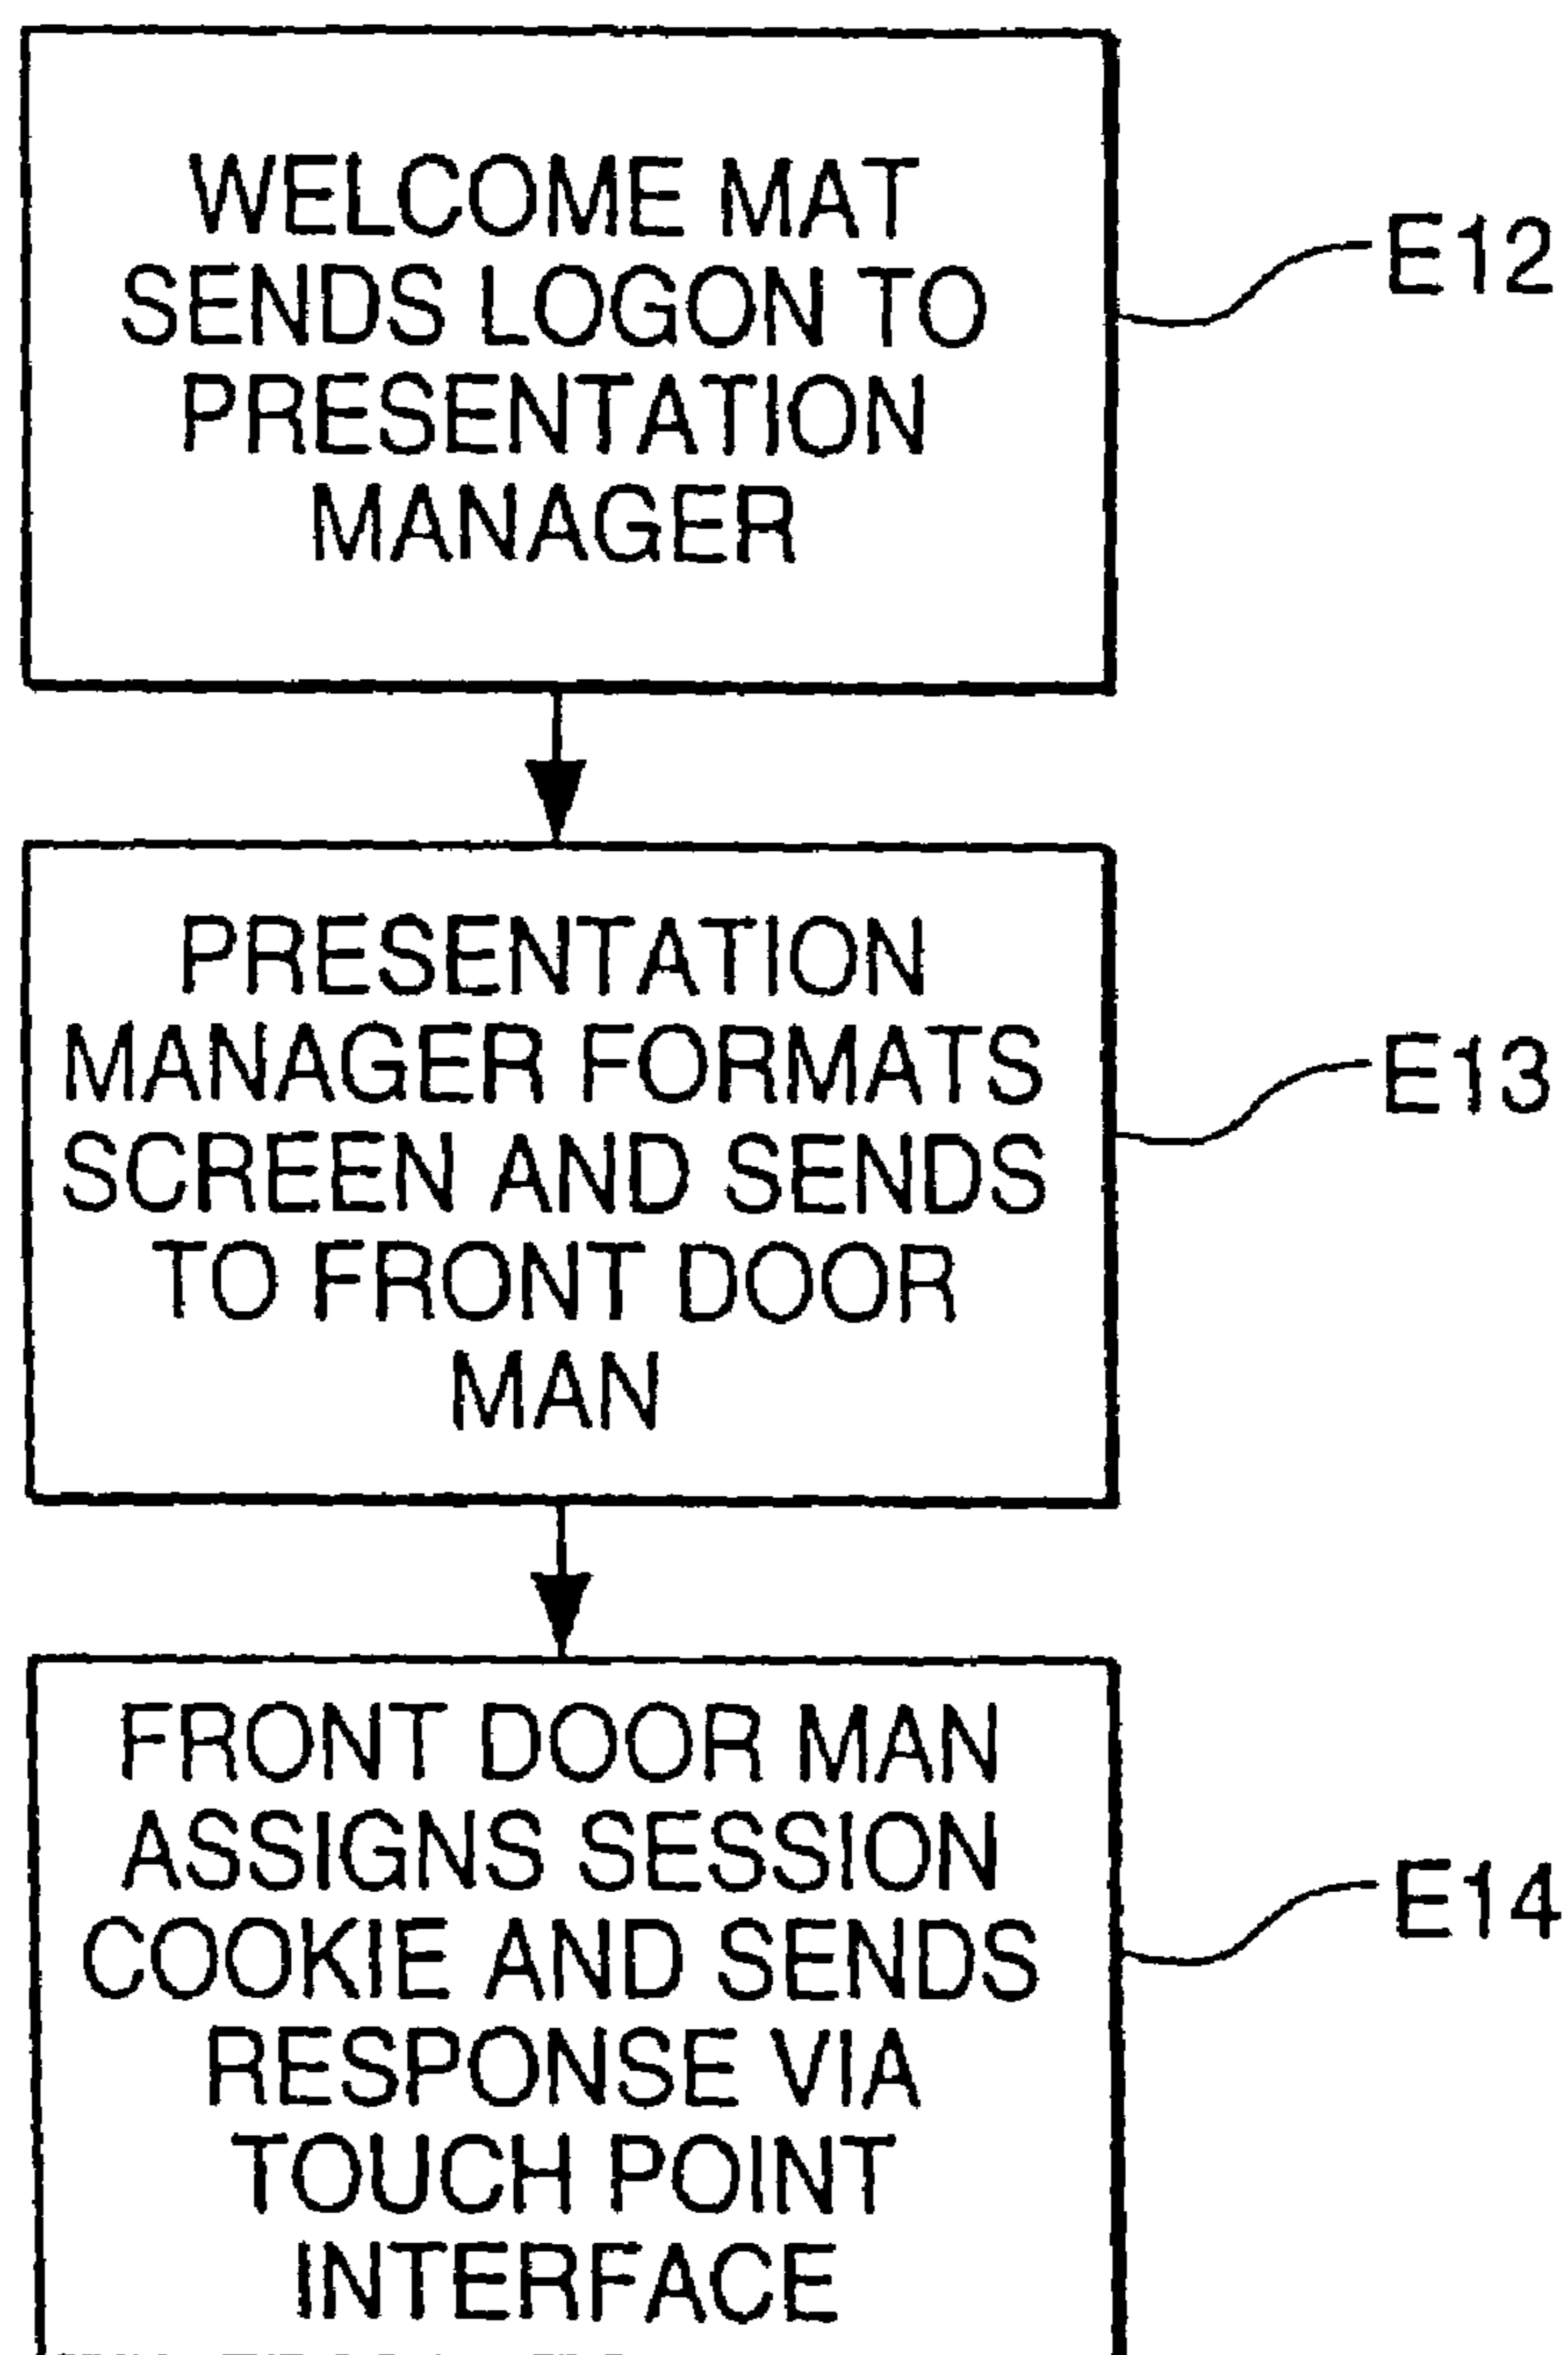 WELCOME MAT
SENDS LOGON TO
PRESENTATION
MANAGER
E12
PRESENTATION
MANAGER FORMATS
SCREEN AND SENDS
TO FRONT DOOR
MAN
E13
FRONT DOOR MAN
ASSIGNS SESSION
COOKIE AND SENDS
RESPONSE VIA
TOUCH POINT
INTERFACE
E14